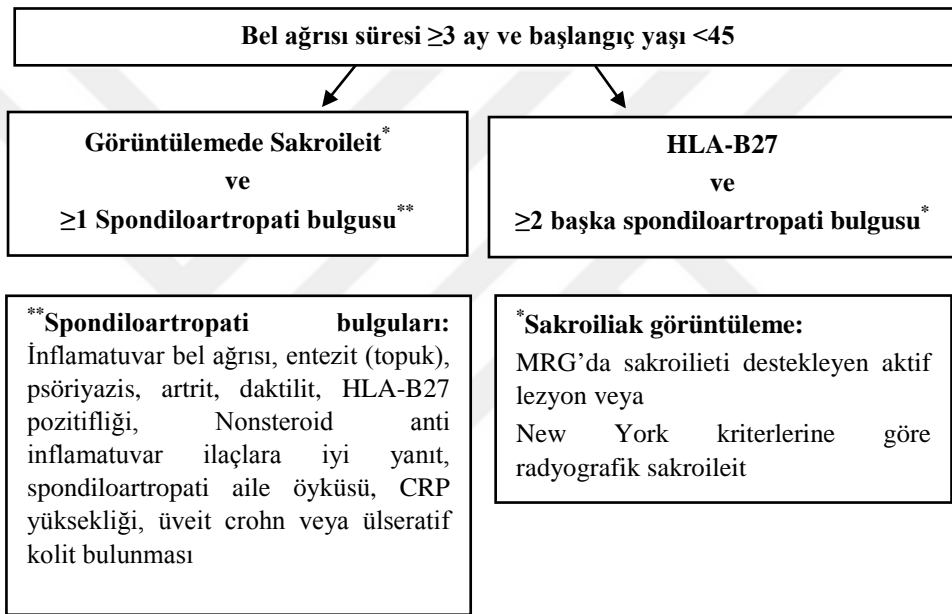 Bel ağrısı süresi ≥3 ay ve başlangıç yaşı <45
Görüntülemede Sakroileit*
ve
≥1 Spondiloartropati bulgusu**
HLA-B27
ve
≥2 başka spondiloartropati bulgusu*
**Spondiloartropati bulguları:
İnflamatuvar bel ağrısı, entezit (topuk),
psöriyazis, artrit, daktilit, HLA-B27
pozitifliği, Nonsteroid anti
inflamatuvar ilaçlara iyi yanıt,
spondiloartropati aile öyküsü, CRP
yüksekliği, üveit crohn veya ülseratif
kolit bulunması
*Sakroiliak görüntüleme:
MRG’da sakroilieti destekleyen aktif
lezyon veya
New York kriterlerine göre
radyografik sakroileit